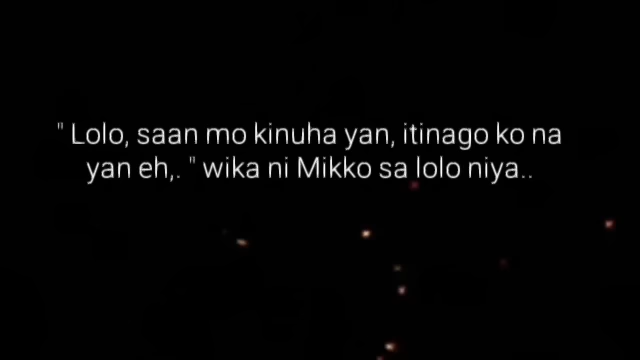 " Lolo, saan mo kinuha yan, itinago ko na
yan eh,. " wika ni Mikko sa lolo niya..